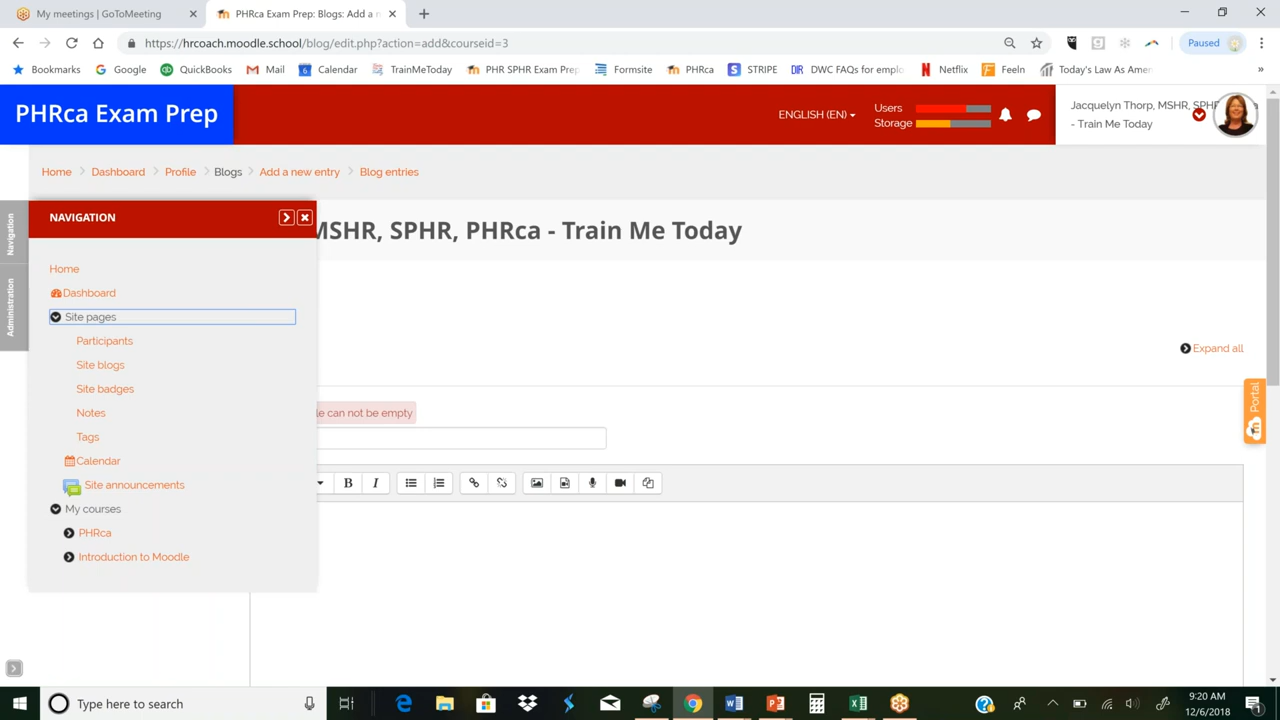 My meetings | GoToMeeting
PHRca Exam Prep: Blogs: Add a n
https://hrcoach.moodle.school/blog/edit.php?action=add&courseid=3
Paused
Bookmarks
Google
QuickBooks
Mail
6
Calendar
TrainMeToday
PHR SPHR Exam Prep
Formsite
PHRca
S STRIPE
DIR DWC FAQs for emplo
N Netflix
Feeln
Today's Law As Amen
»
PHRca Exam Prep
ENGLISH (EN)
Users
Storage
Jacquelyn Thorp, MSHR, SPHR
- Train Me Today
Home
Dashboard
Profile
Blogs
Add a new entry
Blog entries
Navigation
Administration
NAVIGATION
MSHR, SPHR, PHRca - Train Me Today
Home
Dashboard
Site pages
Participants
Site blogs
Site badges
Notes
Tags
Calendar
Site announcements
My courses
PHRca
Introduction to Moodle
Expand all
le can not be empty
B
I
Portal
Type here to search
9:20 AM
12/6/2018